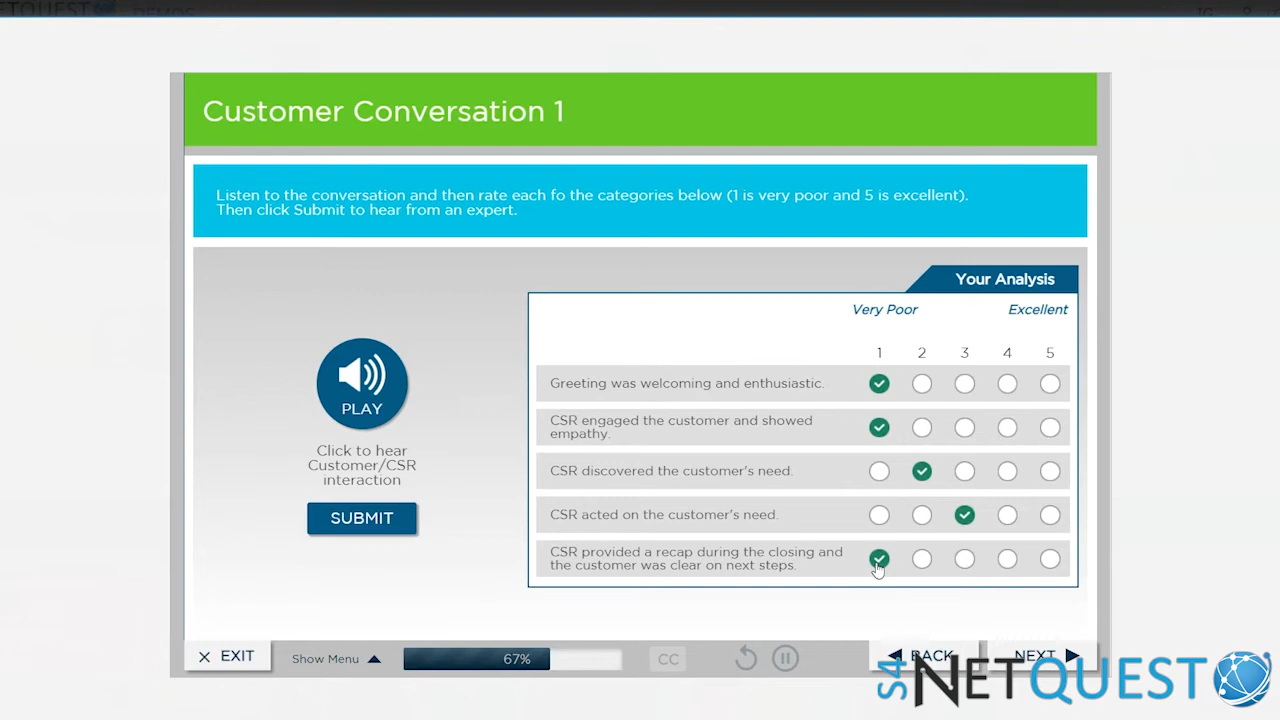 DEMOS
Customer Conversation 1
Listen to the conversation and then rate each fo the categories below (1 is very poor and 5 is excellent).
Then click Submit to hear from an expert.
Your Analysis
Very Poor
Excellent
1 2 3 4 5
Greeting was welcoming and enthusiastic.
CSR engaged the customer and showed
empathy.
CSR discovered the customer's need.
CSR acted on the customer's need.
CSR provided a recap during the closing and
the customer was clear on next steps.
PLAY
Click to hear
Customer/CSR
interaction
SUBMIT
EXIT
Show Menu
67%
CC
BACK
NEXT
S4 NETQUEST